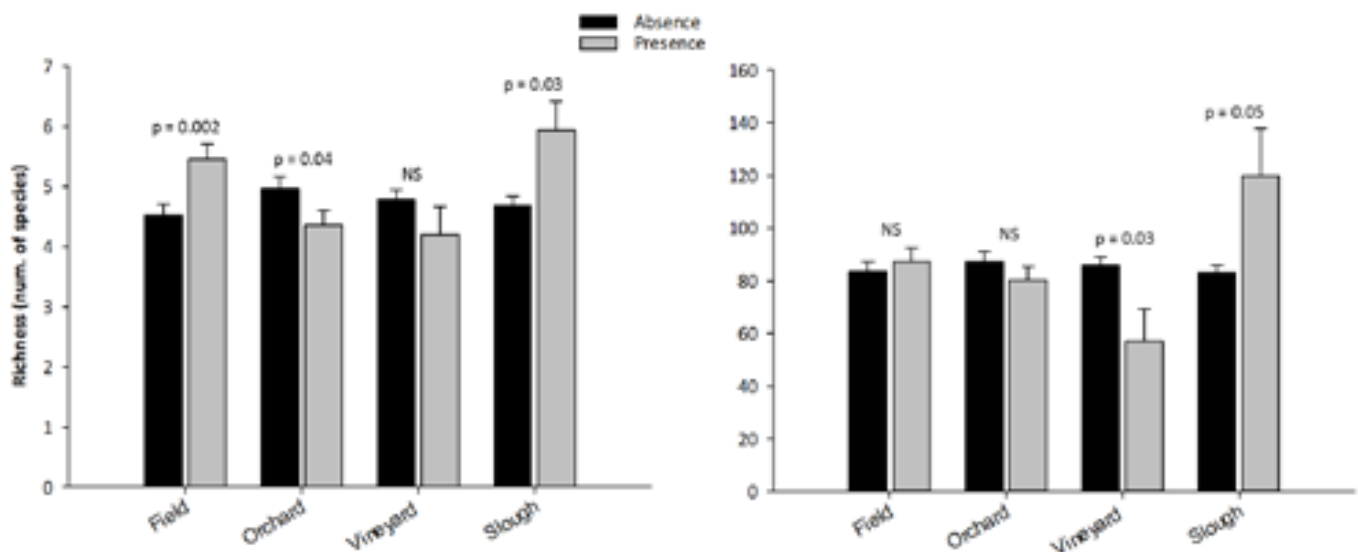 Absence
Presence
Richness (num. of species)
7
6
5
4
3
2
1
0
p = 0.002
p = 0.04
NS
p = 0.03
Field
Orchard
Vineyard
Slough
160
140
120
100
80
60
40
20
0
NS
NS
p = 0.03
p = 0.05
Field
Orchard
Vineyard
Slough